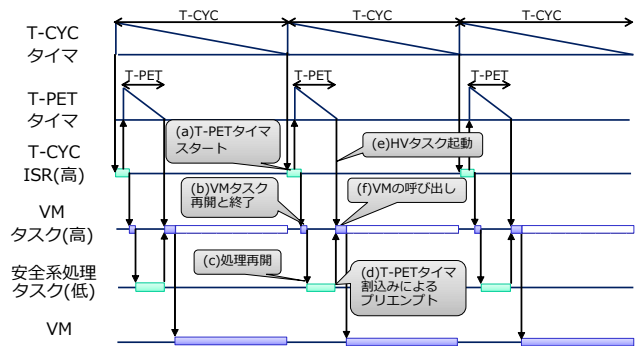 T-CYC
T-CYC
T-CYC
T-CYC
タイマ
T-PET
T-PET
T-PET
T-PET
タイマ
(a)T-PETタイマ
スタート
(e)HVタスク起動
T-CYC
ISR(高)
(b)VMタスク
再開と終了
(f)VMの呼び出し
VM
タスク(高)
(c)処理再開
(d)T-PETタイマ
割込みによる
プリエンプト
安全系処理
タスク(低)
VM